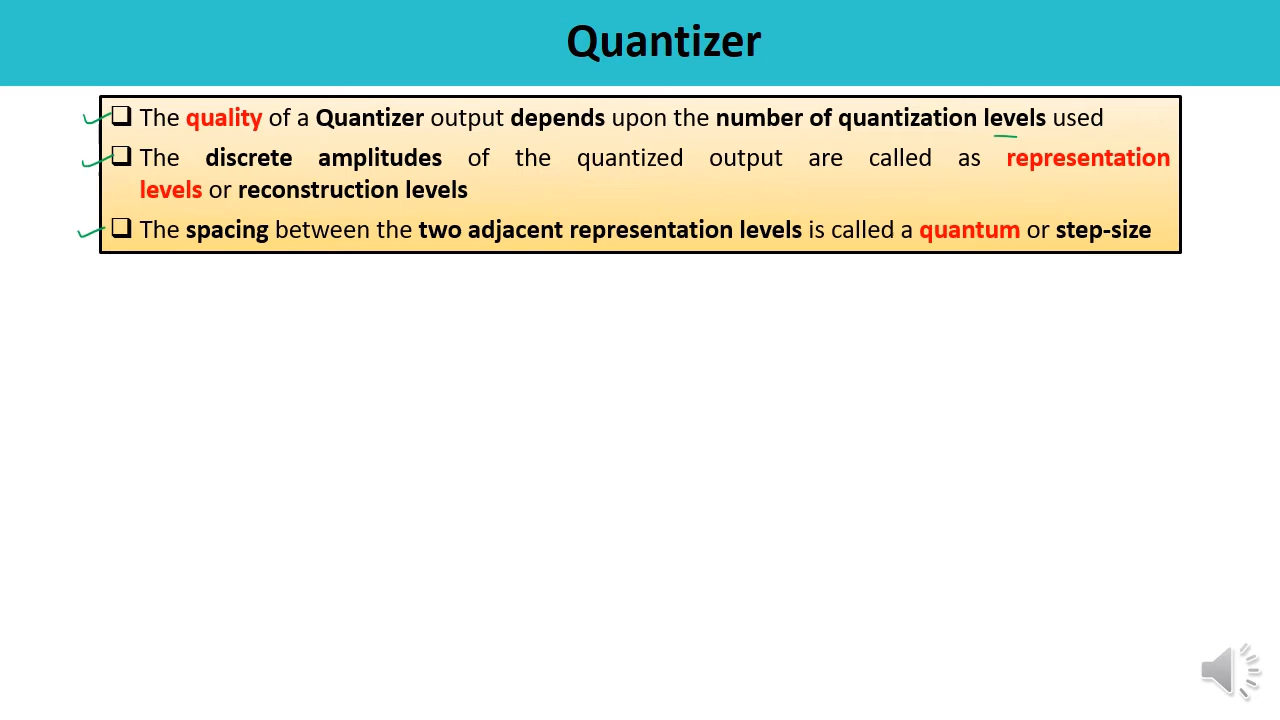 Quantizer
The quality of a Quantizer output depends upon the number of quantization levels used
The discrete amplitudes of the quantized output are called as representation
levels or reconstruction levels
The spacing between the two adjacent representation levels is called a quantum or step-size